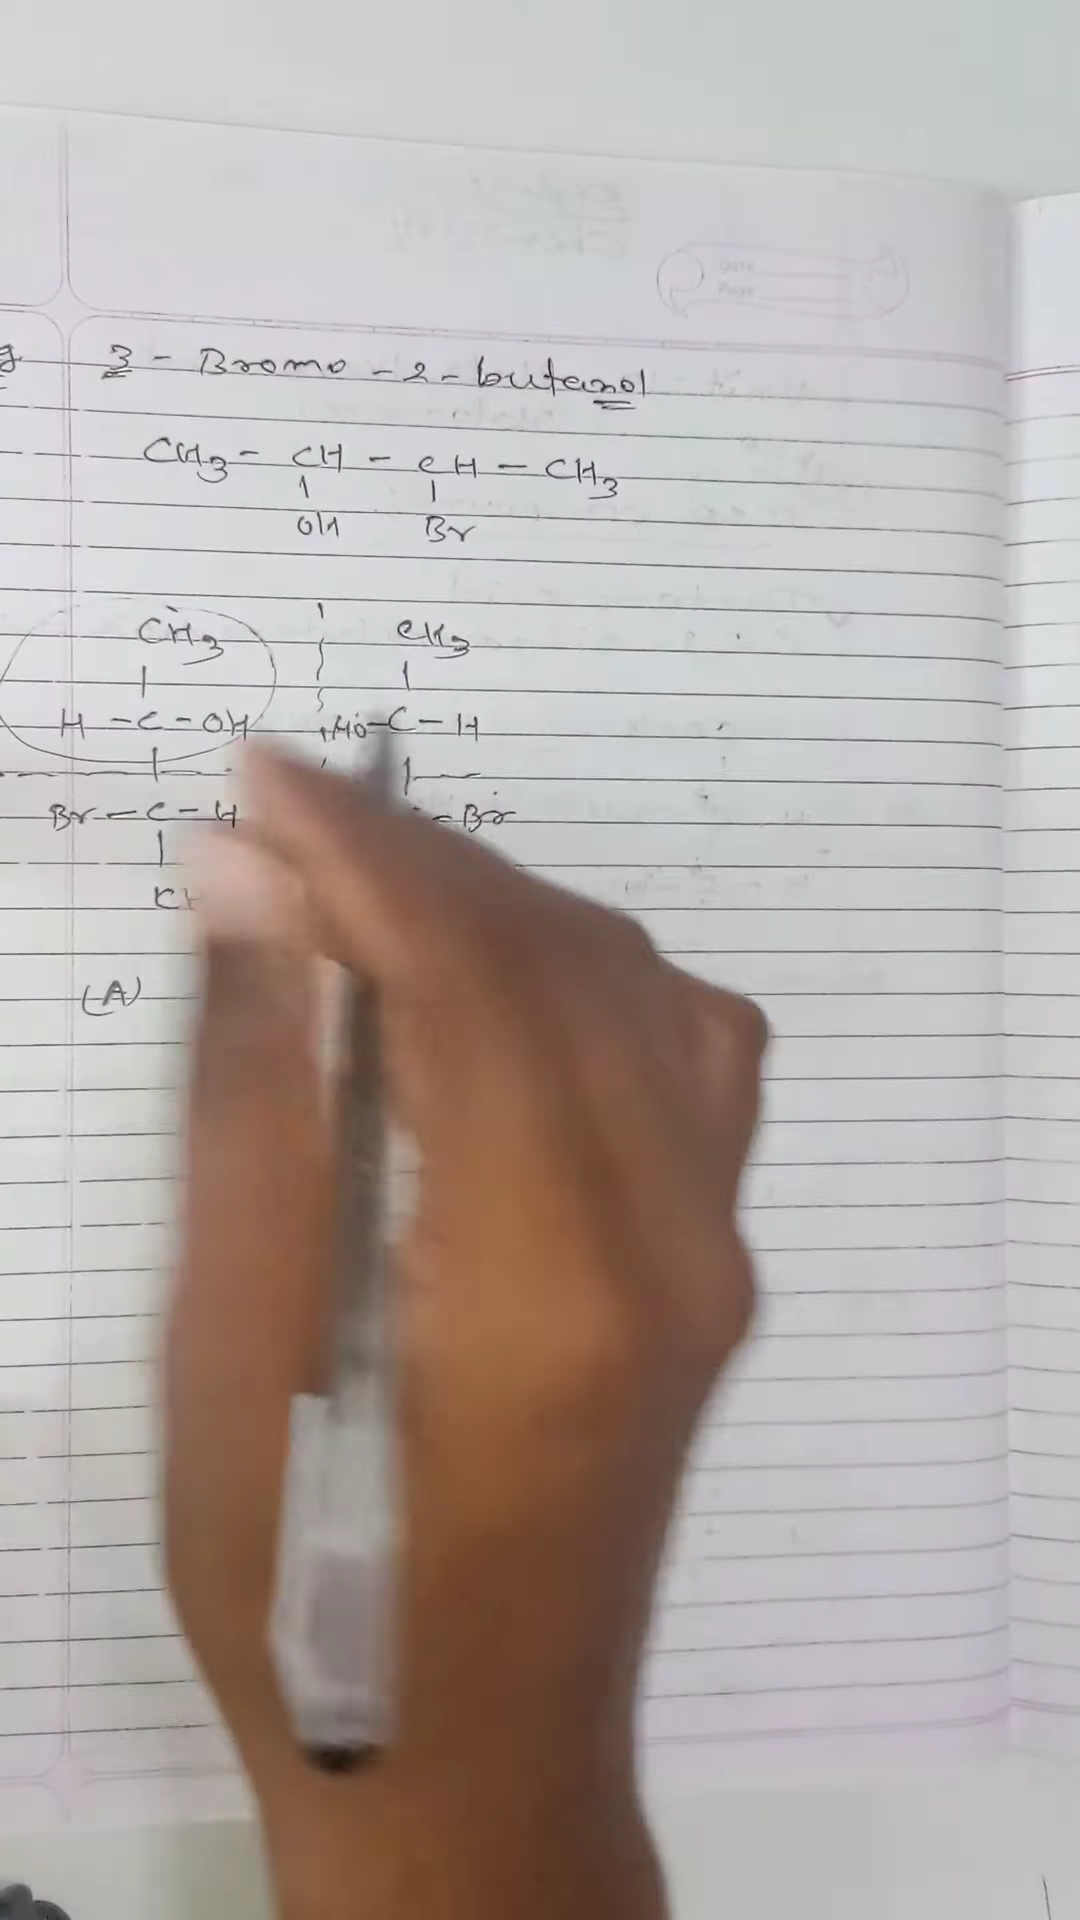 3 - Bromo - 2 - butanol
CH3 - CH - CH - CH3
OH Br
CH3 CH3
H - C - OH HO - C - H
Br - C - H - Br
(A)